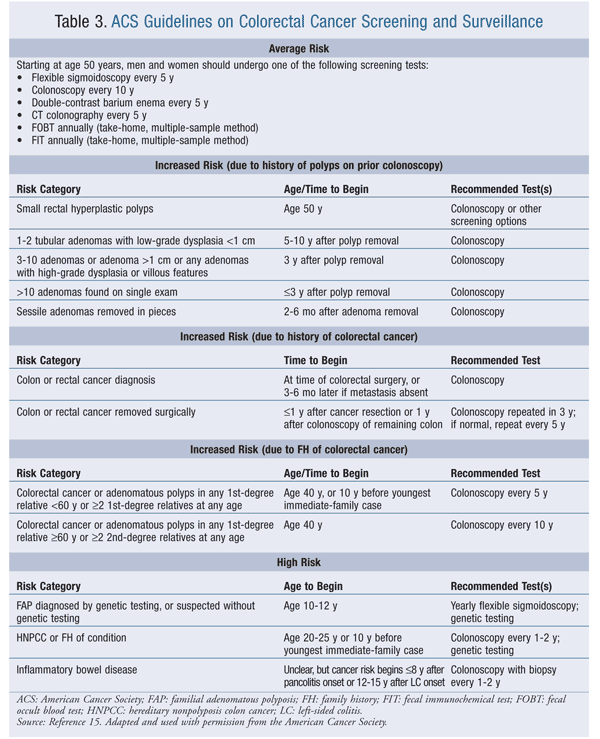 Table 3. ACS Guidelines on Colorectal Cancer Screening and Surveillance
Average Risk
Starting at age 50 years, men and women should undergo one of the following screening tests:
• Flexible sigmoidoscopy every 5 y
• Colonoscopy every 10 y
• Double-contrast barium enema every 5 y
• CT colonography every 5 y
• FOBT annually (take-home, multiple-sample method)
• FIT annually (take-home, multiple-sample method)
Increased Risk (due to history of polyps on prior colonoscopy)
Risk Category Age/Time to Begin Recommended Test(s)
Small rectal hyperplastic polyps Age 50 y Colonoscopy or other
screening options
1-2 tubular adenomas with low-grade dysplasia <1 cm 5-10 y after polyp removal Colonoscopy
3-10 adenomas or adenoma >1 cm or any adenomas 3 y after polyp removal Colonoscopy
with high-grade dysplasia or villous features
>10 adenomas found on single exam ≤3 y after polyp removal Colonoscopy
Sessile adenomas removed in pieces 2-6 mo after adenoma removal Colonoscopy
Increased Risk (due to history of colorectal cancer)
Risk Category Time to Begin Recommended Test
Colon or rectal cancer diagnosis At time of colorectal surgery, or Colonoscopy
3-6 mo later if metastasis absent
Colon or rectal cancer removed surgically ≤1 y after cancer resection or 1 y Colonoscopy repeated in 3 y;
after colonoscopy of remaining colon if normal, repeat every 5 y
Increased Risk (due to FH of colorectal cancer)
Risk Category Age/Time to Begin Recommended Test
Colorectal cancer or adenomatous polyps in any 1st-degree Age 40 y, or 10 y before youngest Colonoscopy every 5 y
relative <60 y or ≥2 1st-degree relatives at any age immediate-family case
Colorectal cancer or adenomatous polyps in any 1st-degree Age 40 y Colonoscopy every 10 y
relative ≥60 y or ≥2 2nd-degree relatives at any age
High Risk
Risk Category Age to Begin Recommended Test(s)
FAP diagnosed by genetic testing, or suspected without Age 10-12 y Yearly flexible sigmoidoscopy;
genetic testing genetic testing
HNPCC or FH of condition Age 20-25 y or 10 y before Colonoscopy every 1-2 y;
youngest immediate-family case genetic testing
Inflammatory bowel disease Unclear, but cancer risk begins ≤8 y after Colonoscopy with biopsy
pancolitis onset or 12-15 y after LC onset every 1-2 y
ACS: American Cancer Society; FAP: familial adenomatous polyposis; FH: family history; FIT: fecal immunochemical test; FOBT: fecal
occult blood test; HNPCC: hereditary nonpolyposis colon cancer; LC: left-sided colitis.
Source: Reference 15. Adapted and used with permission from the American Cancer Society.